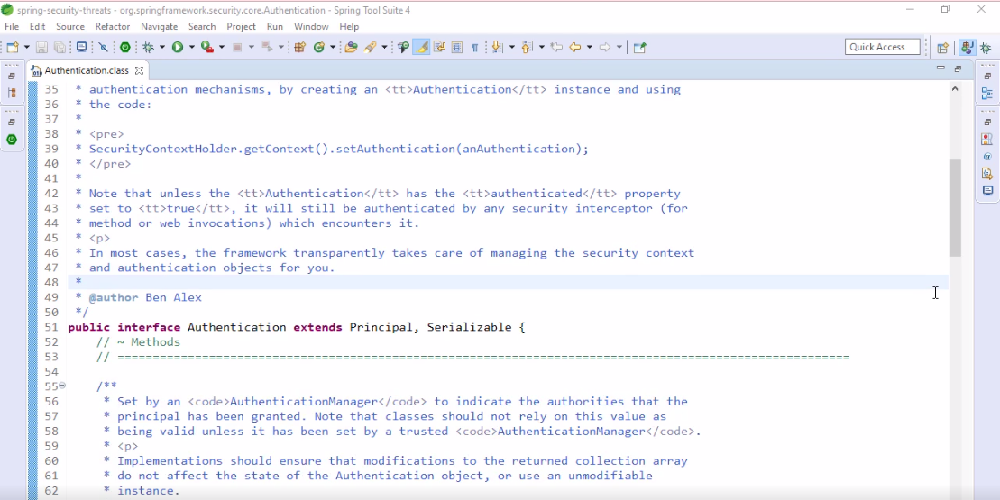 spring-security-threats - org.springframework.security.core.Authentication - Spring Tool Suite 4
File Edit Source Refactor Navigate Search Project Run Window Help
Quick Access
Authentication.class
35 * authentication mechanisms, by creating an <tt>Authentication</tt> instance and using
36 * the code:
37 *
38 * <pre>
39 * SecurityContextHolder.getContext().setAuthentication(anAuthentication);
40 * </pre>
41 *
42 * Note that unless the <tt>Authentication</tt> has the <tt>authenticated</tt> property
43 * set to <tt>true</tt>, it will still be authenticated by any security interceptor (for
44 * method or web invocations) which encounters it.
45 * <p>
46 * In most cases, the framework transparently takes care of managing the security context
47 * and authentication objects for you.
48 *
49 * @author Ben Alex
50 */
51 public interface Authentication extends Principal, Serializable {
52 // ~ Methods
53 // ========================================================================================================
54
55 /**
56 * Set by an <code>AuthenticationManager</code> to indicate the authorities that the
57 * principal has been granted. Note that classes should not rely on this value as
58 * being valid unless it has been set by a trusted <code>AuthenticationManager</code>.
59 * <p>
60 * Implementations should ensure that modifications to the returned collection array
61 * do not affect the state of the Authentication object, or use an unmodifiable
62 * instance.